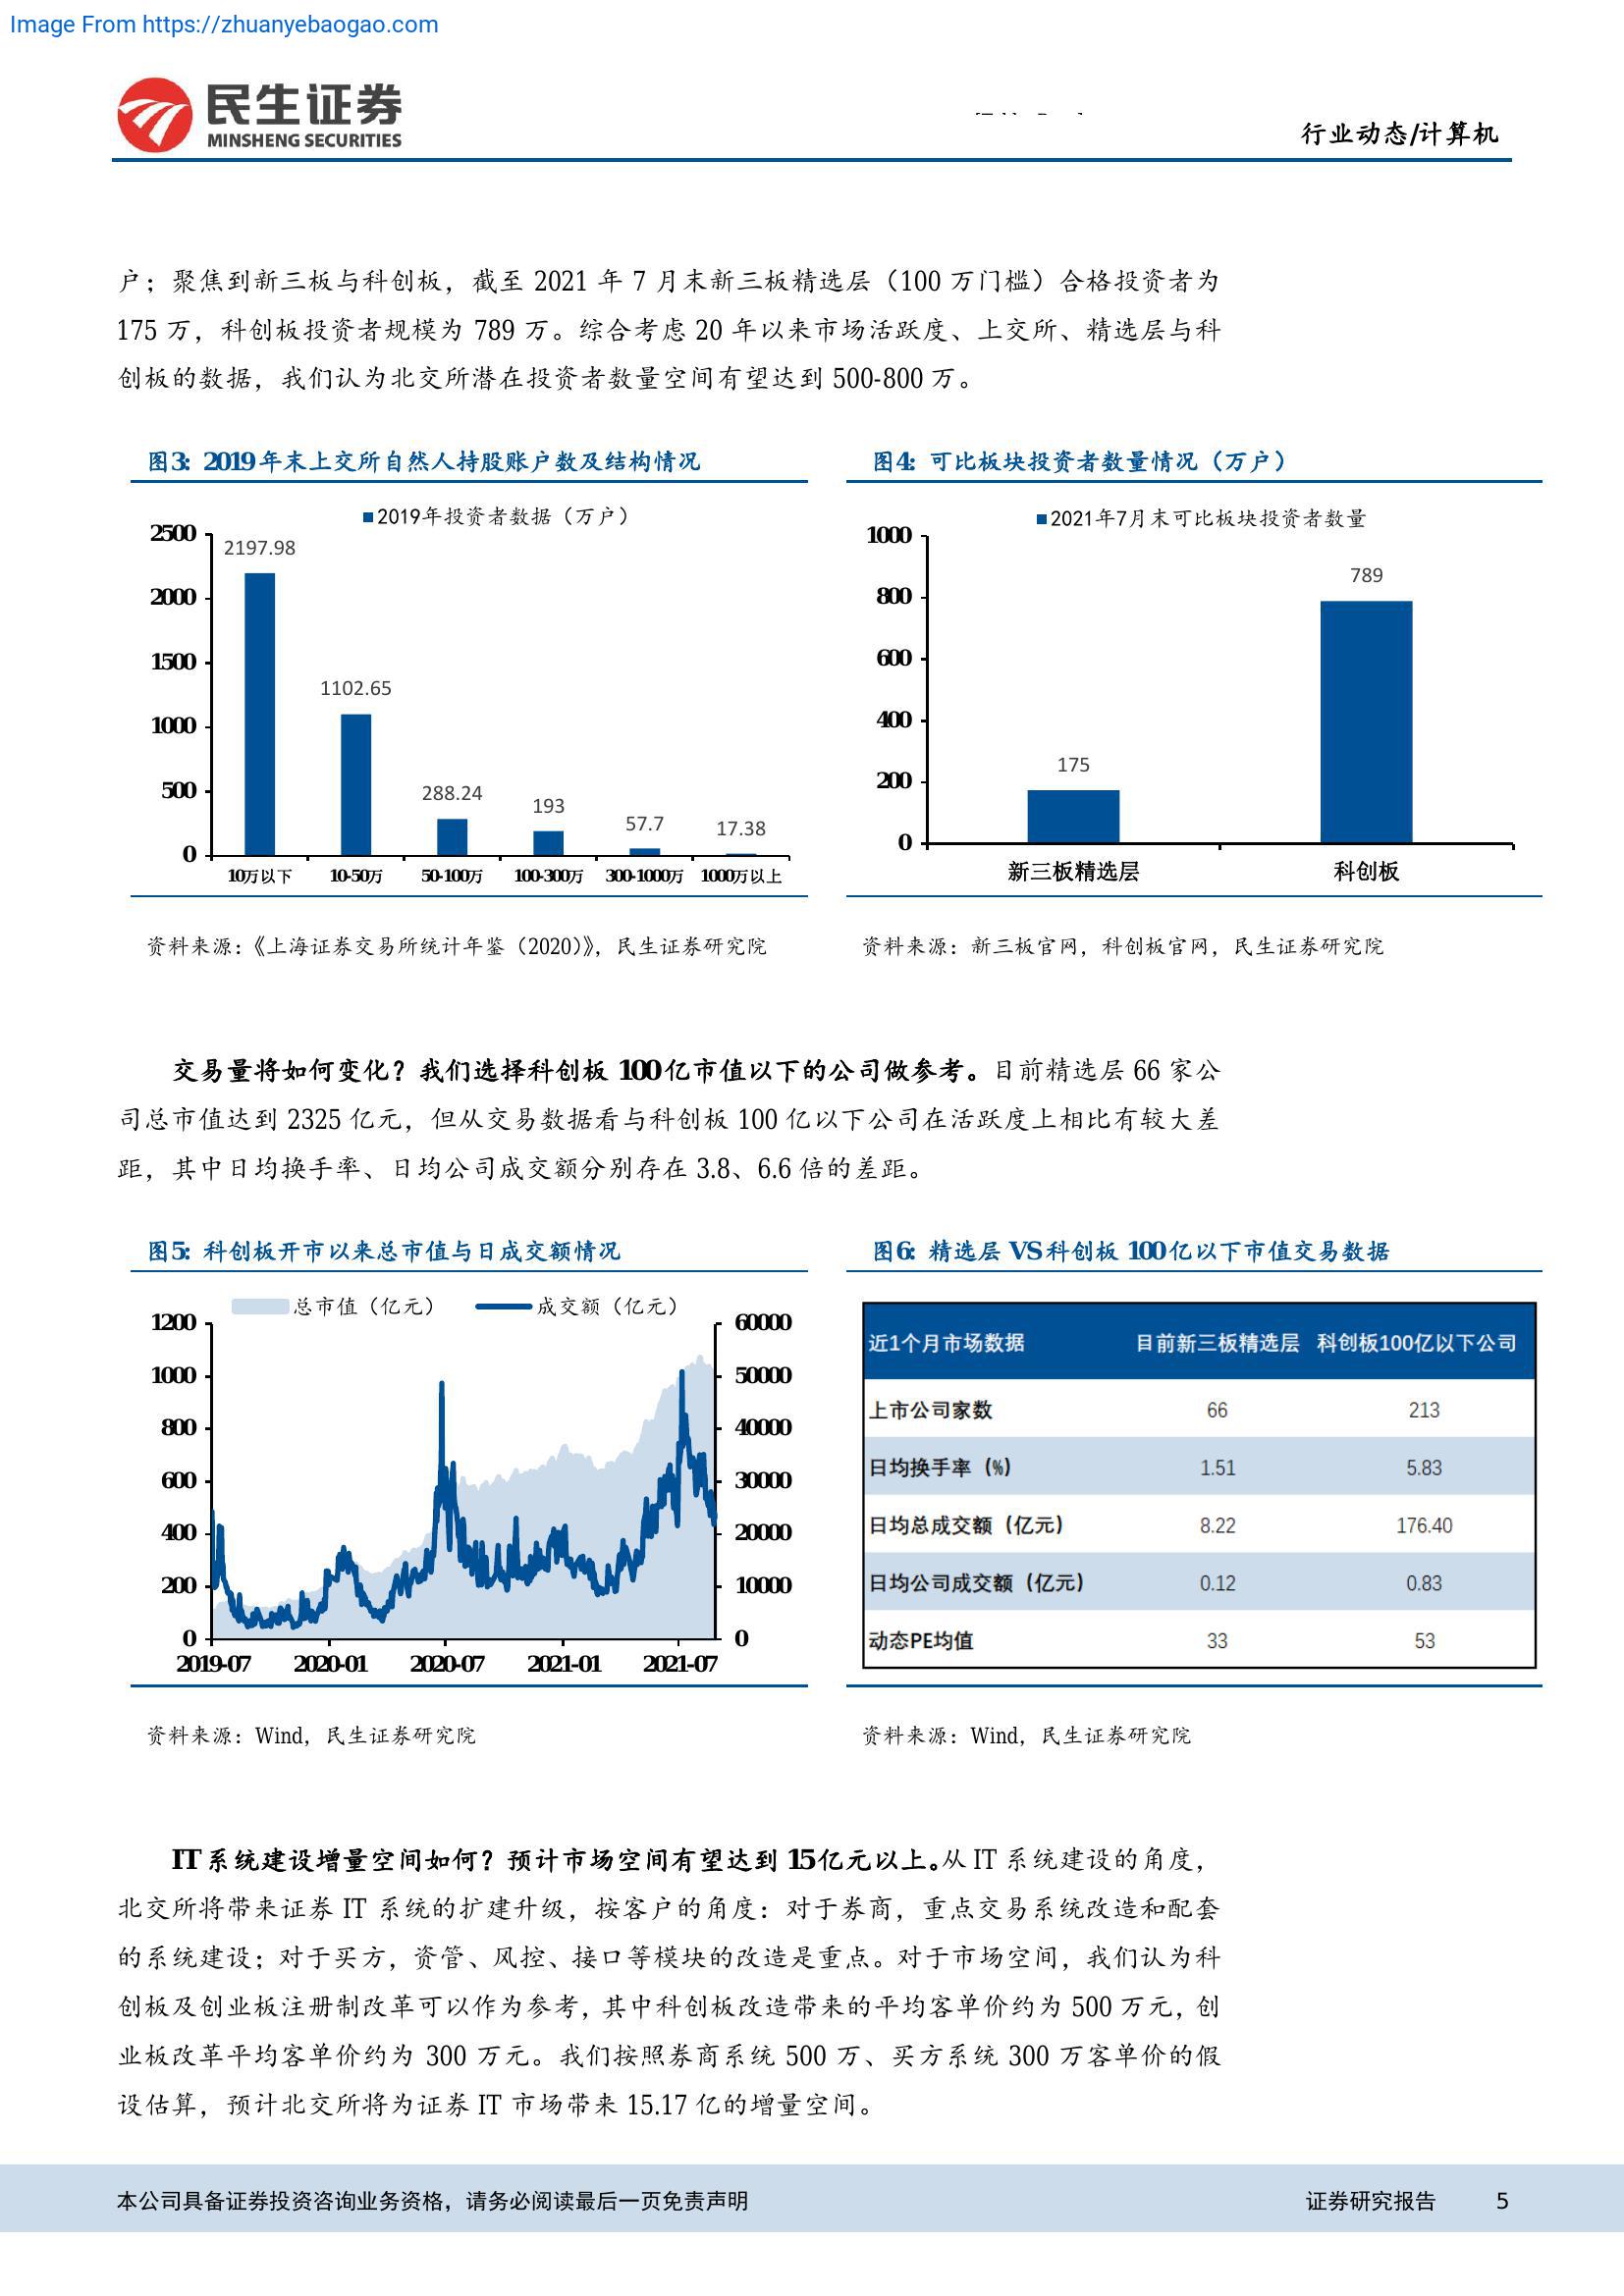 Image From https://zhuanyebaogao.com
民生证券
MINSHENG SECURITIES
行业动态/计算机
户；聚焦到新三板与科创板，截至 2021 年 7 月末新三板精选层（100 万门槛）合格投资者为
175 万，科创板投资者规模为 789 万。综合考虑 20 年以来市场活跃度、上交所、精选层与科
创板的数据，我们认为北交所潜在投资者数量空间有望达到 500-800 万。
图3：2019年末上交所自然人持股账户数及结构情况
2019年投资者数据（万户）
2500
2000
1500
1000
500
0
2197.98
1102.65
288.24
193
57.7
17.38
10万以下
10-50万
50-100万
100-300万
300-1000万
1000万以上
资料来源：《上海证券交易所统计年鉴（2020）》，民生证券研究院
图4：可比板块投资者数量情况（万户）
2021年7月末可比板块投资者数量
1000
800
600
400
200
0
175
789
新三板精选层
科创板
资料来源：新三板官网，科创板官网，民生证券研究院
交易量将如何变化？我们选择科创板 100亿市值以下的公司做参考。目前精选层 66 家公
司总市值达到 2325 亿元，但从交易数据看与科创板 100 亿以下公司在活跃度上相比有较大差
距，其中日均换手率、日均公司成交额分别存在 3.8、6.6 倍的差距。
图5：科创板开市以来总市值与日成交额情况
总市值（亿元）
成交额（亿元）
1200
1000
800
600
400
200
0
60000
50000
40000
30000
20000
10000
0
2019-07
2020-01
2020-07
2021-01
2021-07
资料来源：Wind，民生证券研究院
图6：精选层 VS科创板 100亿以下市值交易数据
近1个月市场数据 目前新三板精选层 科创板100亿以下公司
上市公司家数 66 213
日均换手率（%） 1.51 5.83
日均总成交额（亿元） 8.22 176.40
日均公司成交额（亿元） 0.12 0.83
动态PE均值 33 53
资料来源：Wind，民生证券研究院
IT 系统建设增量空间如何？预计市场空间有望达到 15亿元以上。从 IT 系统建设的角度，
北交所将带来证券 IT 系统的扩建升级，按客户的角度：对于券商，重点交易系统改造和配套
的系统建设；对于买方，资管、风控、接口等模块的改造是重点。对于市场空间，我们认为科
创板及创业板注册制改革可以作为参考，其中科创板改造带来的平均客单价约为 500 万元，创
业板改革平均客单价约为 300 万元。我们按照券商系统 500 万、买方系统 300 万客单价的假
设估算，预计北交所将为证券 IT 市场带来 15.17 亿的增量空间。
本公司具备证券投资咨询业务资格，请务必阅读最后一页免责声明
证券研究报告 5